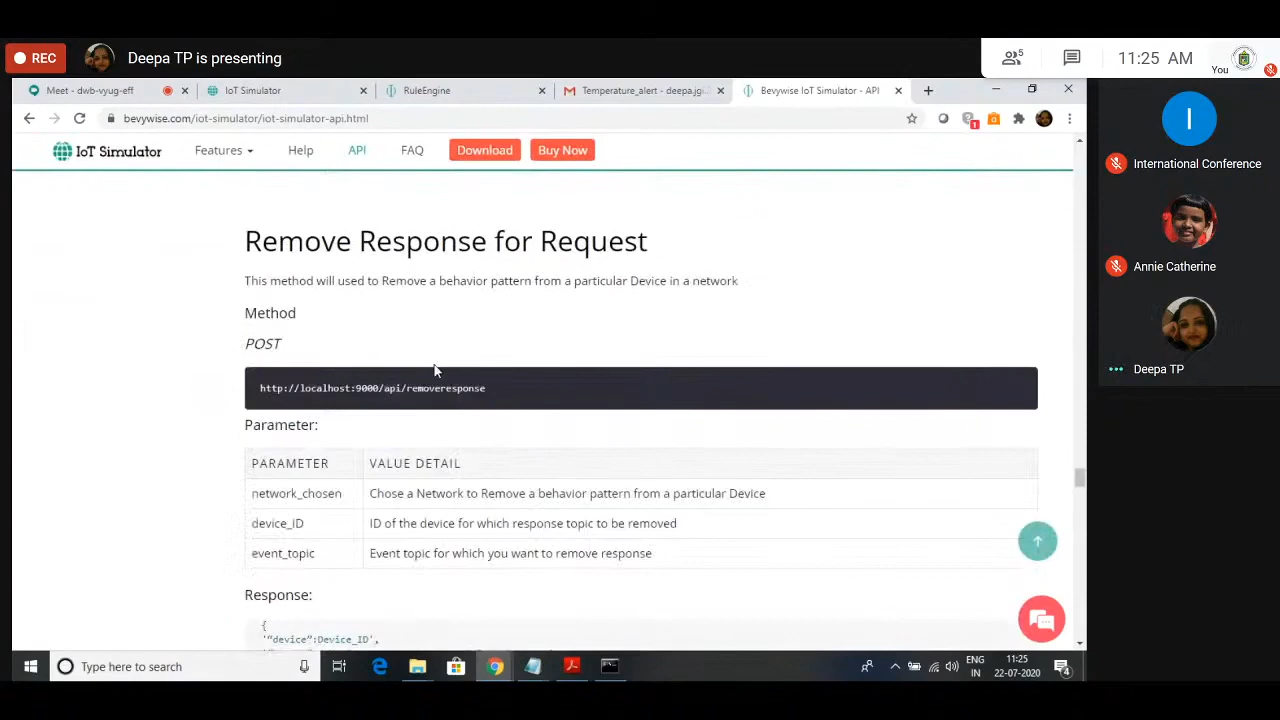 REC
Deepa TP is presenting
5
11:25 AM
You
Meet - dwb-vyug-eff
IoT Simulator
RuleEngine
Temperature_alert - deepa.jgi
Bevywise IoT Simulator - API
bevywise.com/iot-simulator/iot-simulator-api.html
1
IoT Simulator
Features
Help
API
FAQ
Download
Buy Now
I
International Conference
Annie Catherine
Deepa TP
Remove Response for Request
This method will used to Remove a behavior pattern from a particular Device in a network
Method
POST
http://localhost:9000/api/removeresponse
Parameter:
PARAMETER VALUE DETAIL
network_chosen Chose a Network to Remove a behavior pattern from a particular Device
device_ID ID of the device for which response topic to be removed
event_topic Event topic for which you want to remove response
Response:
{
'"device":Device_ID',
Type here to search
ENG
IN
11:25
22-07-2020
4